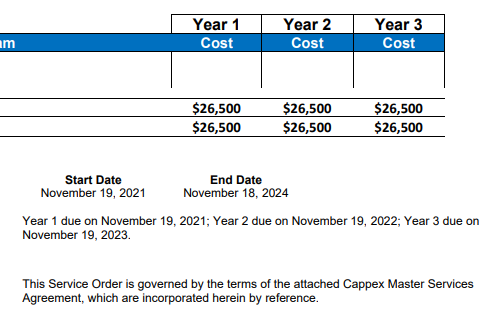 Year 1 Year 2 Year 3
am Cost Cost Cost
$26,500 $26,500 $26,500
$26,500 $26,500 $26,500
Start Date End Date
November 19, 2021 November 18, 2024
Year 1 due on November 19, 2021; Year 2 due on November 19, 2022; Year 3 due on
November 19, 2023.
This Service Order is governed by the terms of the attached Cappex Master Services
Agreement, which are incorporated herein by reference.